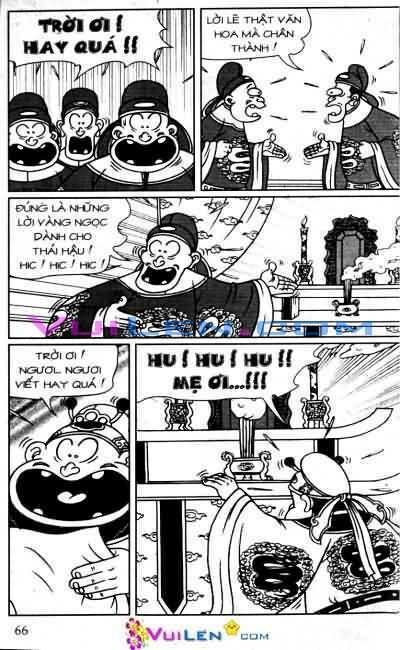 TRỜI ƠI!
HAY QUÁ!!
LỜI LẼ THẬT VĂN
HOA MÀ CHÂN
THÀNH!
ĐÚNG LÀ NHỮNG
LỜI VÀNG NGỌC
DÀNH CHO
THÁI HẬU!
HIC! HIC! HIC!
VUILEN.COM
TRỜI ƠI!
NGƯƠI... NGƯƠI
VIẾT HAY QUÁ!
HU! HU! HU!!
MẸ ƠI...!!!
66
VUILEN.COM